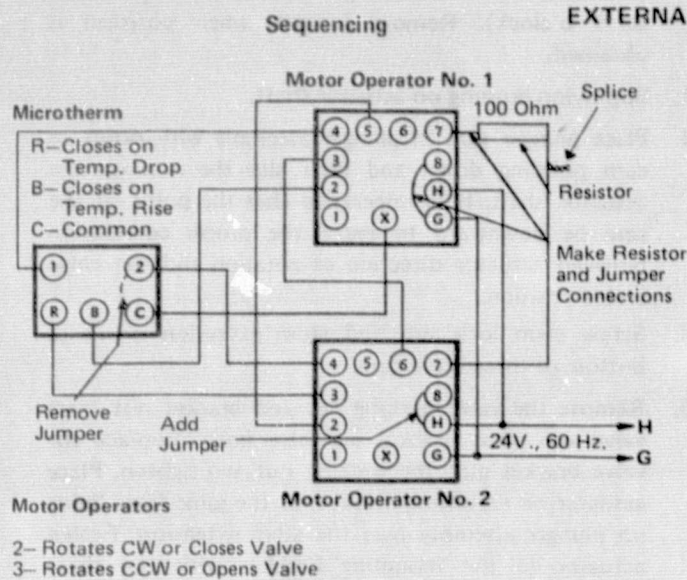 EXTERNA
Sequencing
Motor Operator No. 1
Splice
100 Ohm
Microtherm
R—Closes on
Temp. Drop
B—Closes on
Temp. Rise
C—Common
4 5 6 7
3 8
2 H
1 X G
Resistor
Make Resistor
and Jumper
Connections
1 2
R B C
Remove
Jumper
Add
Jumper
4 5 6 7
3 8
2 H
1 X G
H
24V., 60 Hz.
G
Motor Operator No. 2
Motor Operators
2— Rotates CW or Closes Valve
3— Rotates CCW or Opens Valve